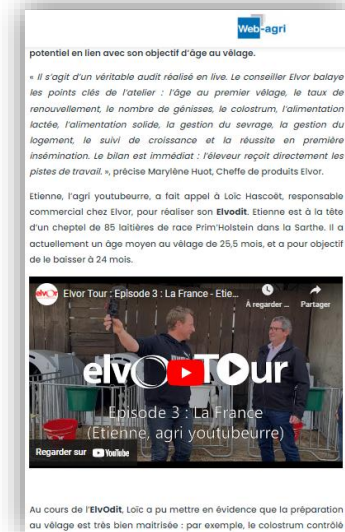 Web-agri
potentiel en lien avec son objectif d'âge au vêlage.
« Il s'agit d'un véritable audit réalisé en live. Le conseiller Elvor balaye
les points clés de l'atelier : l'âge au premier vêlage, le taux de
renouvellement, le nombre de génisses, le colostrum, l'alimentation
lactée, l'alimentation solide, la gestion du sevrage, la gestion du
logement, le suivi de croissance et la réussite en première
insémination. Le bilan est immédiat : l'éleveur reçoit directement les
pistes de travail. », précise Marylène Huot, Cheffe de produits Elvor.
Etienne, l'agri youtubeurre, a fait appel à Loïc Hascoët, responsable
commercial chez Elvor, pour réaliser son Elvodit. Etienne est à la tête
d'un cheptel de 85 laitières de race Prim'Holstein dans la Sarthe. Il a
actuellement un âge moyen au vêlage de 25,5 mois, et a pour objectif
de le baisser à 24 mois.
elvor
Elvor Tour : Episode 3 : La France - Etie...
À regarder ...
Partager
elvOTOur
Episode 3 : La France
(Etienne, agri youtubeurre)
Regarder sur YouTube
Au cours de l'ElvOdit, Loïc a pu mettre en évidence que la préparation
au vêlage est très bien maitrisée : par exemple, le colostrum contrôlé